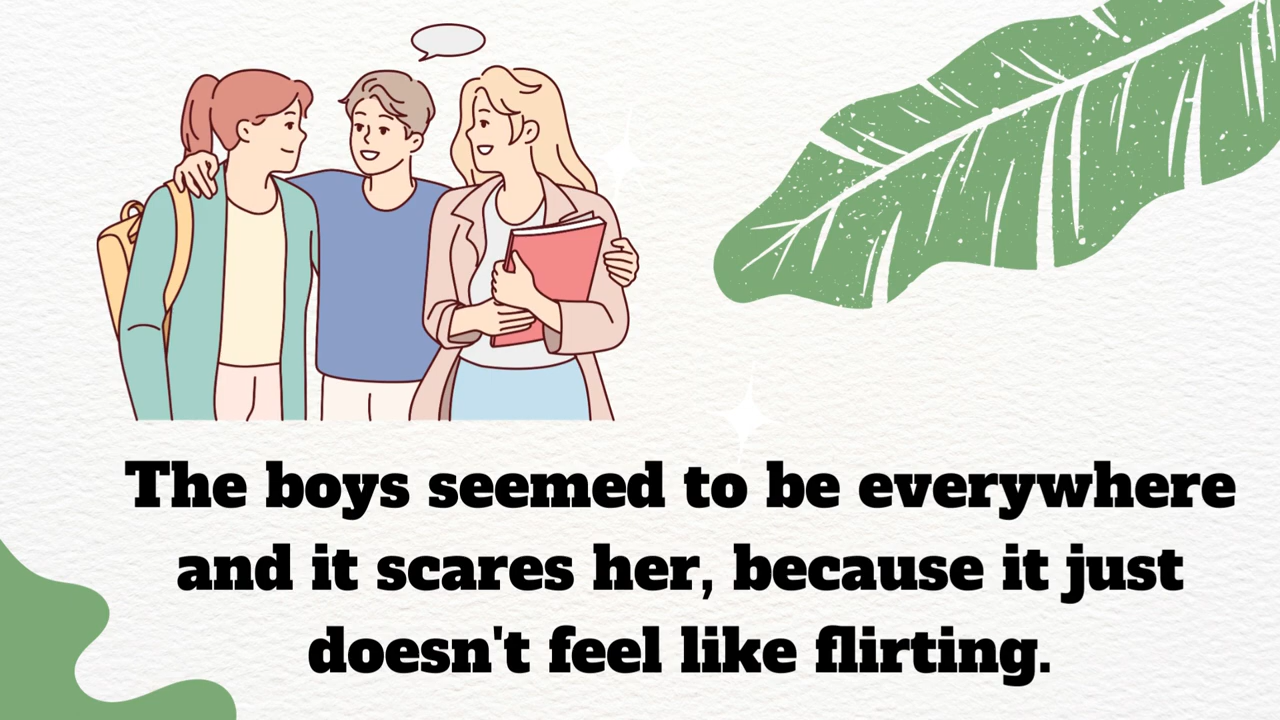 The boys seemed to be everywhere
and it scares her, because it just
doesn't feel like flirting.